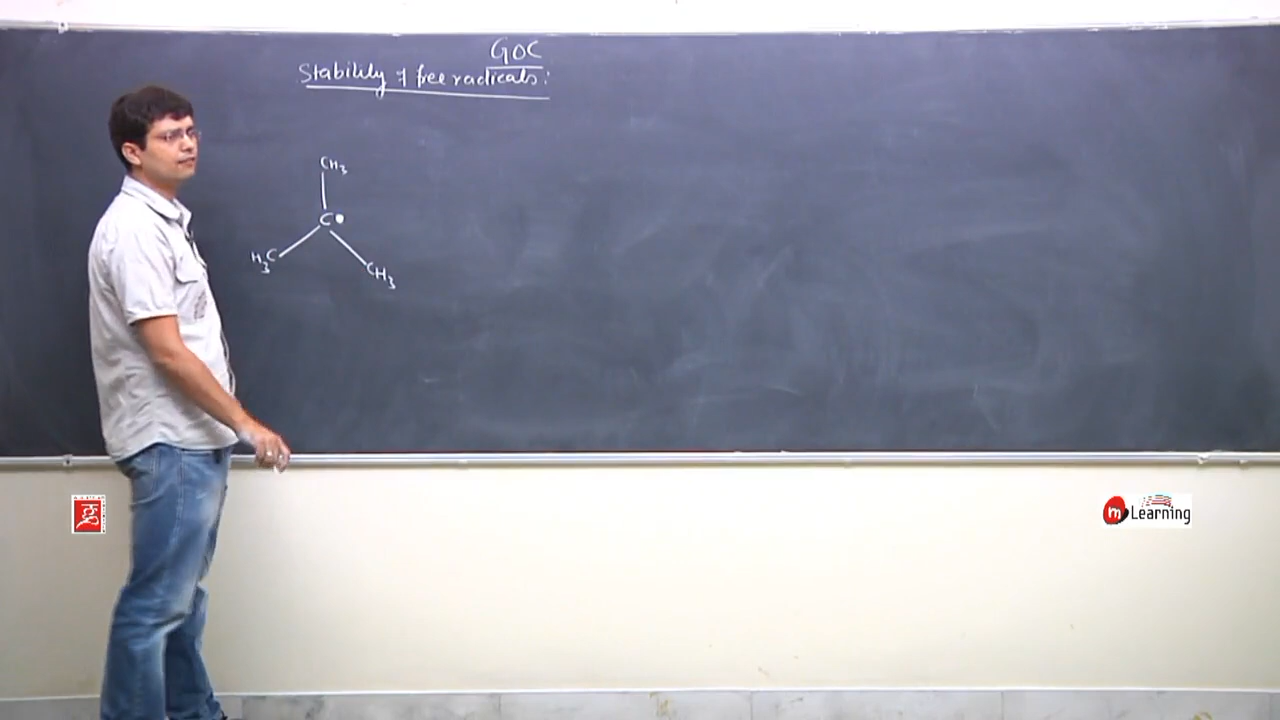 GOC
Stability of free radicals:
CH3
C•
H3C
CH3
m Learning